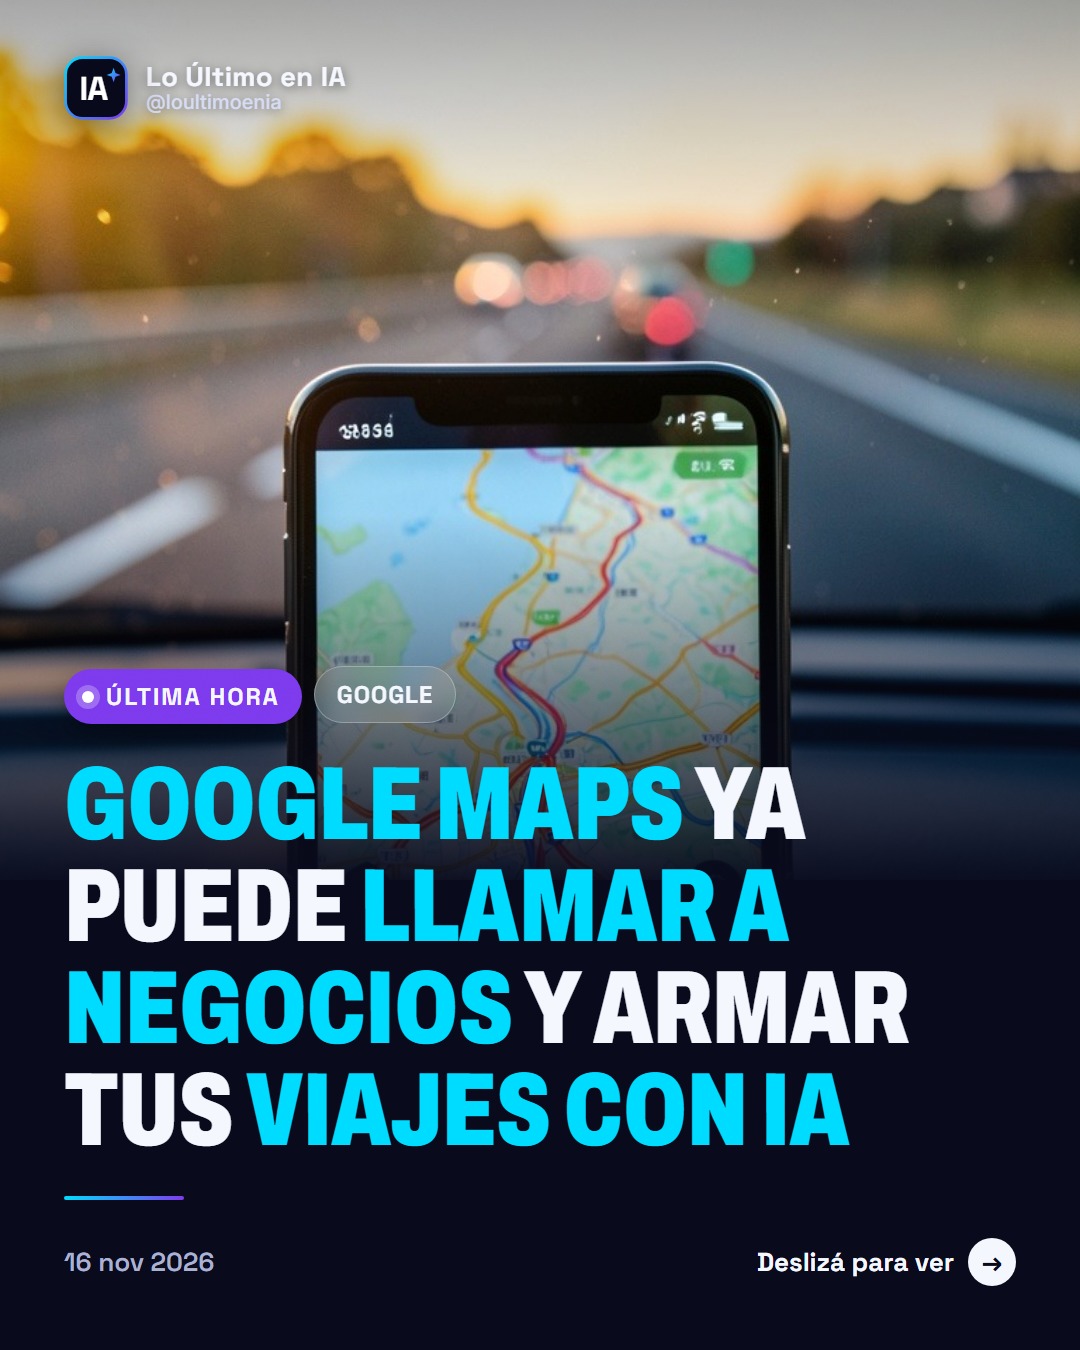 IA
Lo Último en IA
@loultimoenia
ÚLTIMA HORA
GOOGLE
GOOGLE MAPS YA
PUEDE LLAMAR A
NEGOCIOS Y ARMAR
TUS VIAJES CON IA
16 nov 2026
Deslizá para ver →